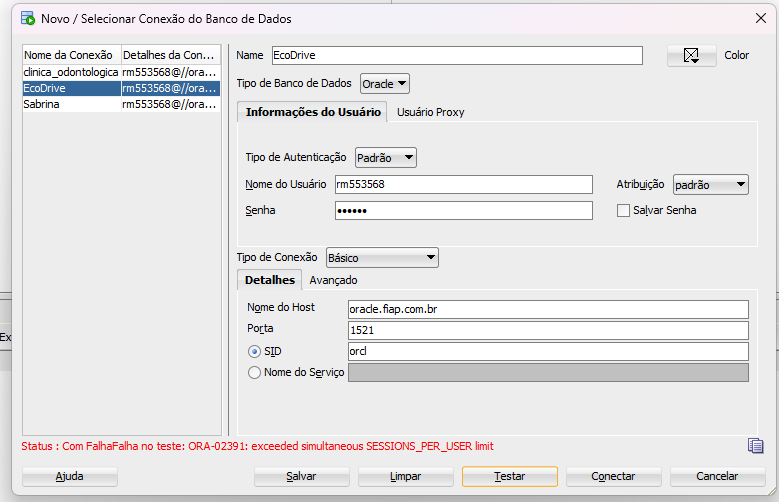 Novo / Selecionar Conexão do Banco de Dados
Nome da Conexão Detalhes da Con...
clinica_odontologica rm553568@//ora...
EcoDrive rm553568@//ora...
Sabrina rm553568@//ora...
Name EcoDrive Color
Tipo de Banco de Dados Oracle
Informações do Usuário Usuário Proxy
Tipo de Autenticação Padrão
Nome do Usuário rm553568 Atribuição padrão
Senha •••••• Salvar Senha
Tipo de Conexão Básico
Detalhes Avançado
Nome do Host oracle.fiap.com.br
Porta 1521
SID orcl
Nome do Serviço
Ex
Status : Com FalhaFalha no teste: ORA-02391: exceeded simultaneous SESSIONS_PER_USER limit
Ajuda Salvar Limpar Testar Conectar Cancelar